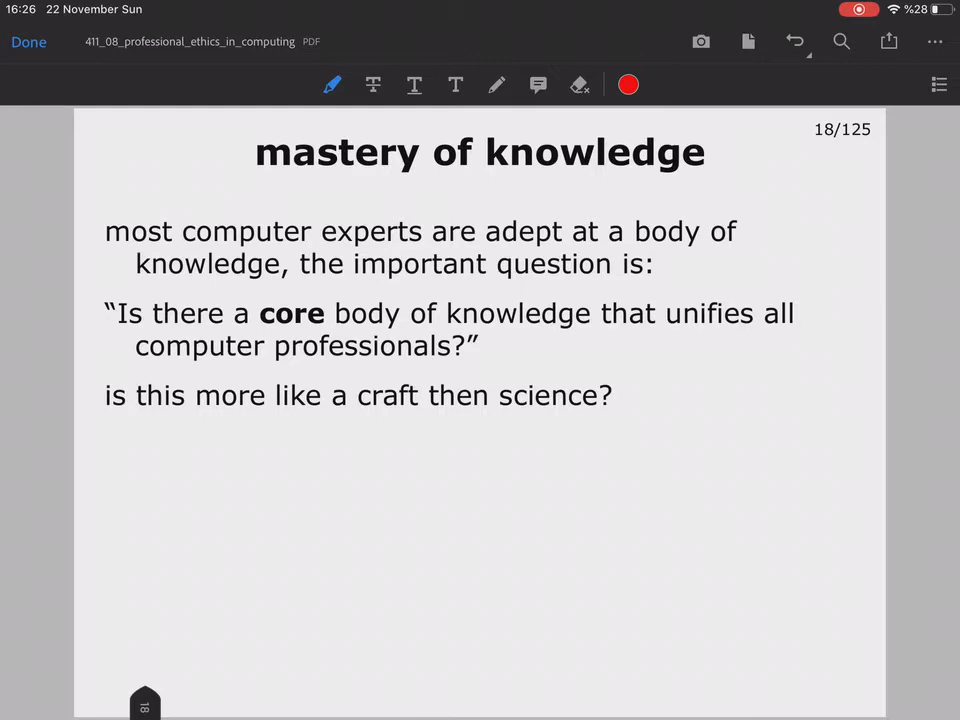 16:26 22 November Sun %28
Done 411_08_professional_ethics_in_computing PDF
T T T
18/125
mastery of knowledge
most computer experts are adept at a body of
knowledge, the important question is:
“Is there a core body of knowledge that unifies all
computer professionals?”
is this more like a craft then science?
18